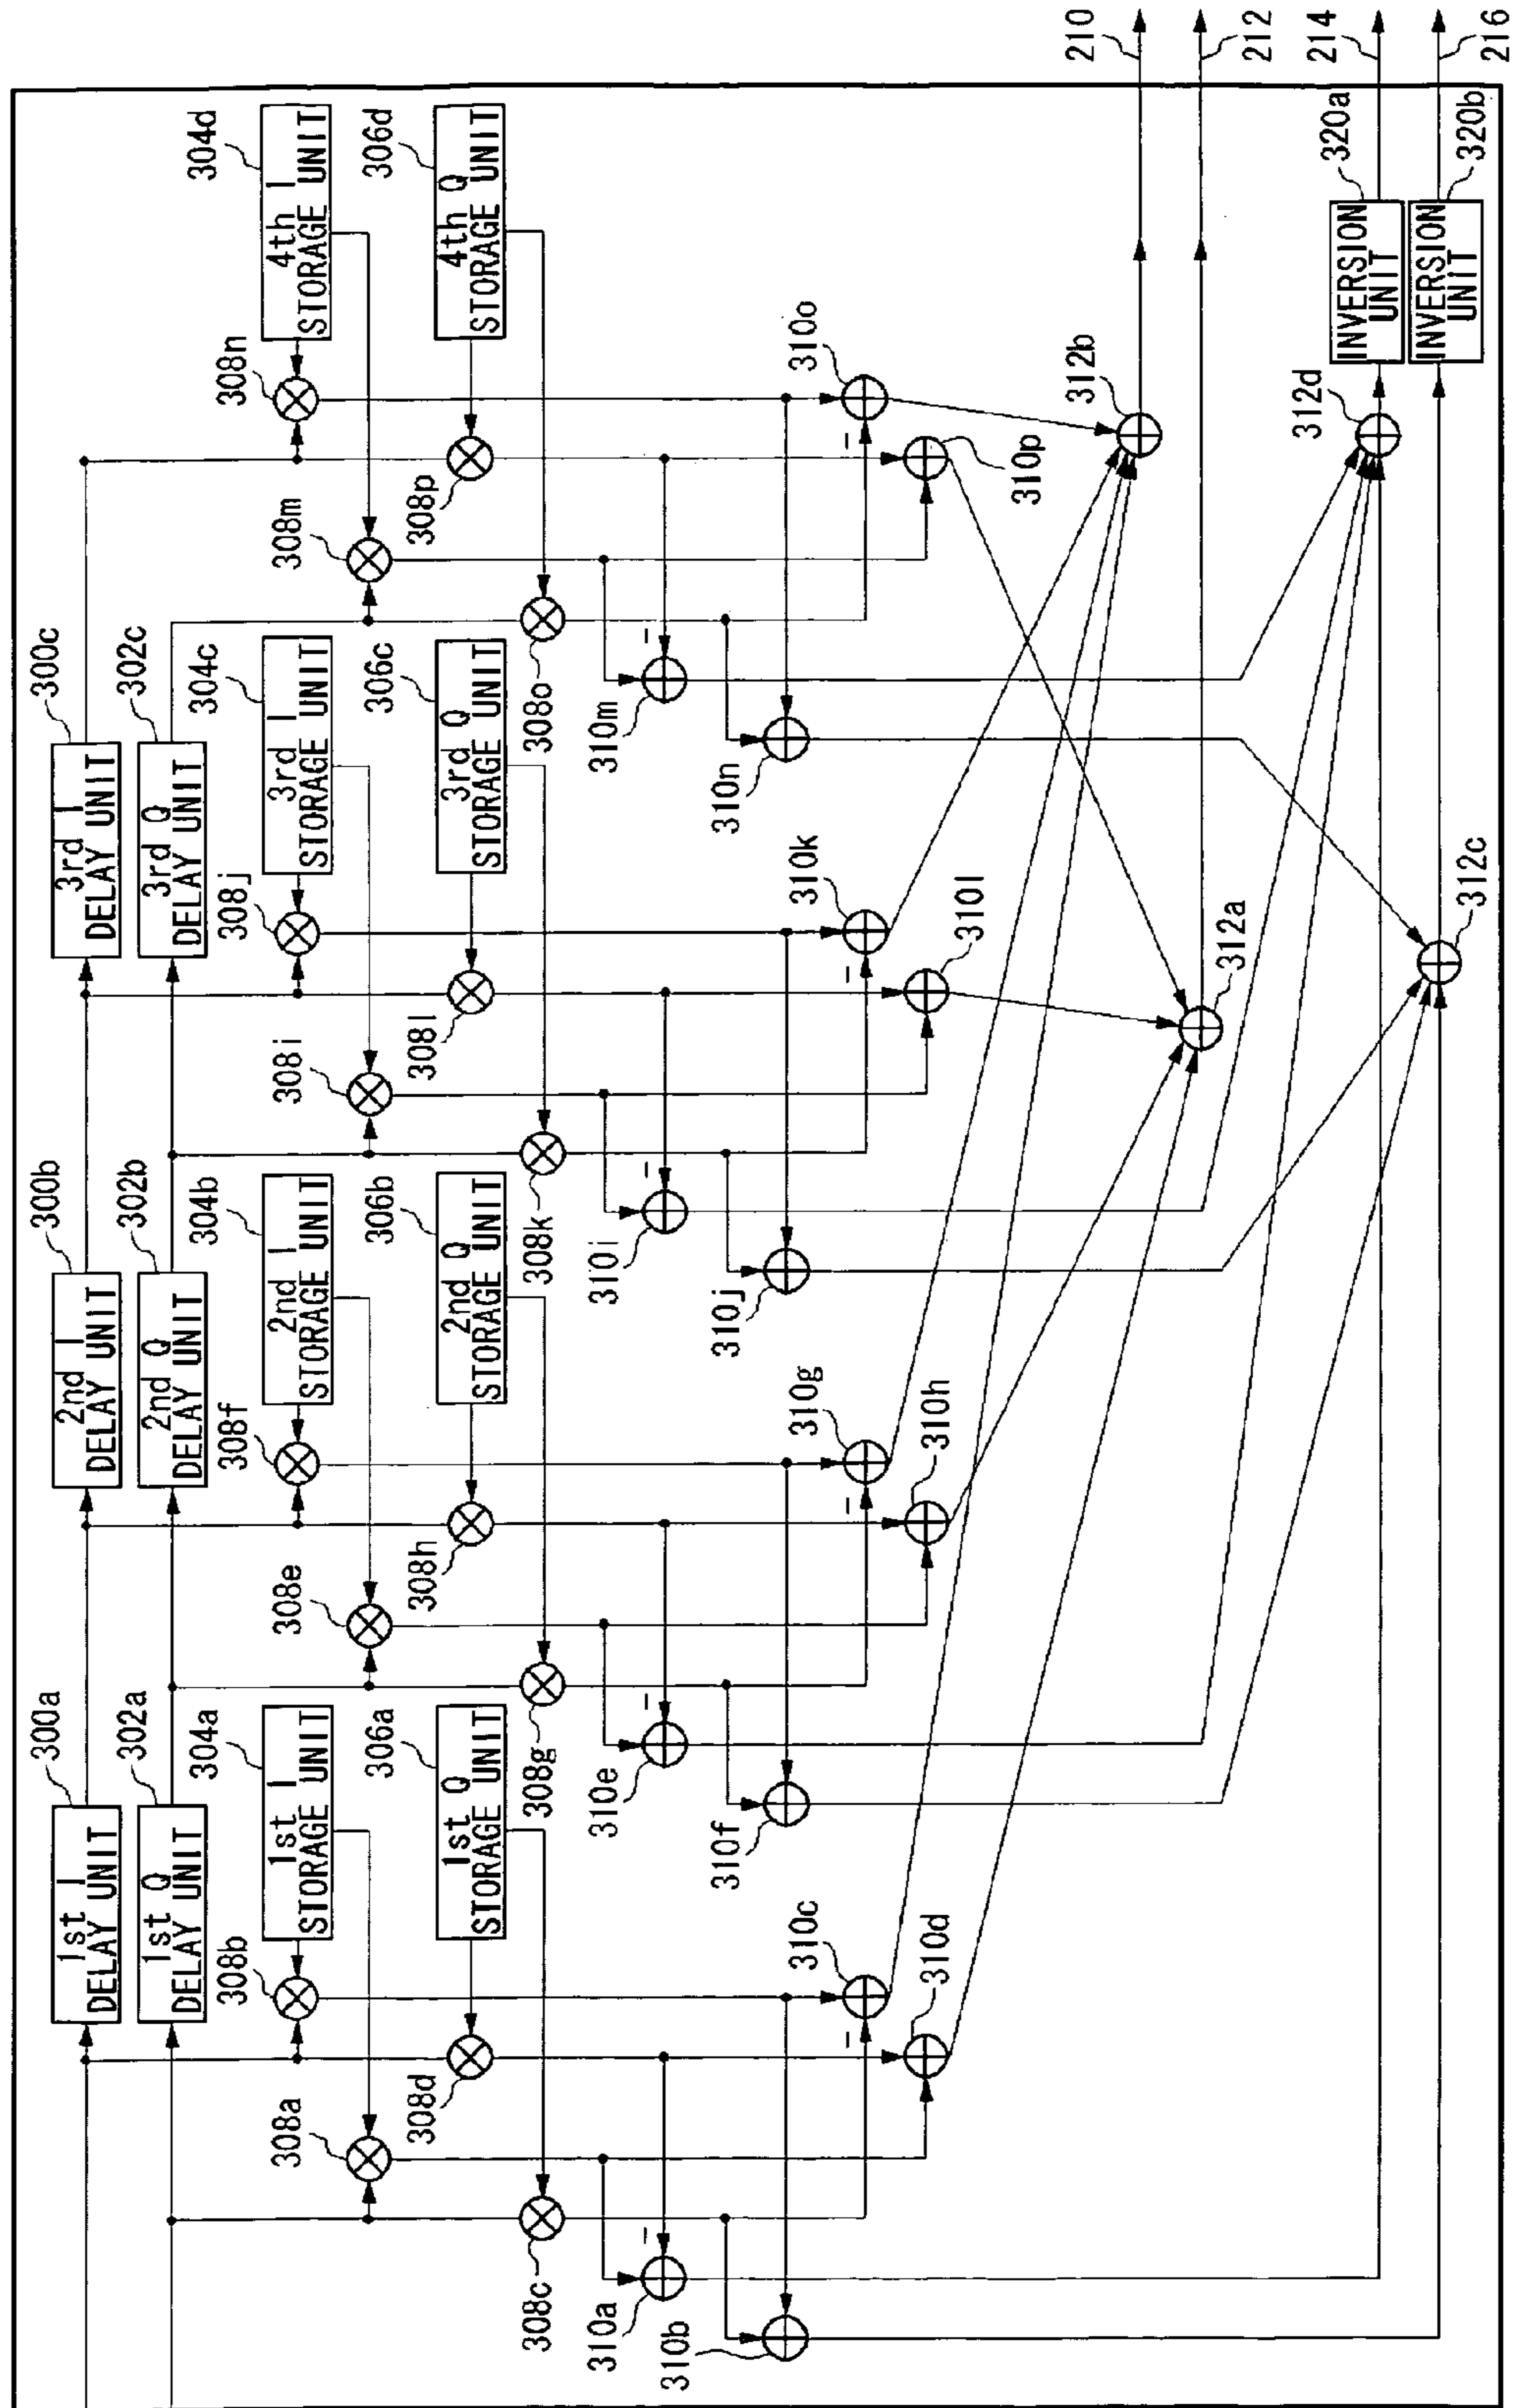 300a
1st I
DELAY UNIT
300b
2nd I
DELAY UNIT
300c
3rd I
DELAY UNIT
302a
1st Q
DELAY UNIT
302b
2nd Q
DELAY UNIT
302c
3rd Q
DELAY UNIT
304a
1st I
STORAGE UNIT
304b
2nd I
STORAGE UNIT
304c
3rd I
STORAGE UNIT
304d
4th I
STORAGE UNIT
308b
308f
308j
308n
308a
308e
308i
308m
306a
1st Q
STORAGE UNIT
306b
2nd Q
STORAGE UNIT
306c
3rd Q
STORAGE UNIT
306d
4th Q
STORAGE UNIT
308d
308h
308l
308p
308c
308g
308k
308o
310a
-
310e
-
310i
-
310m
-
310b
310f
310j
310n
310c
-
310g
-
310k
-
310o
-
310d
310h
310l
310p
312b
210
312a
212
312d
INVERSION
UNIT
320a
214
312c
INVERSION
UNIT
320b
216